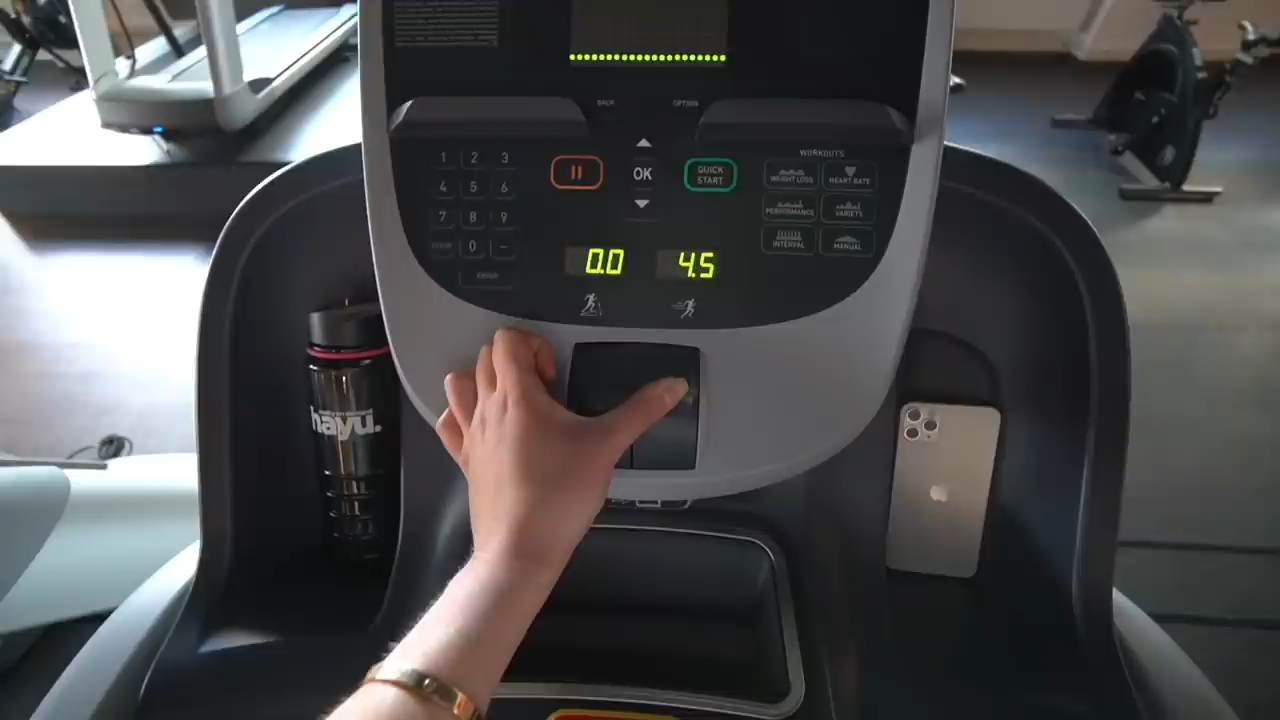 BACK
OPTION
1 2 3
4 5 6
7 8 9
0 -
OK
QUICK
START
WORKOUTS
WEIGHT LOSS
HEART RATE
PERFORMANCE
VARIETY
INTERVAL
MANUAL
0.0
4.5
hayu.